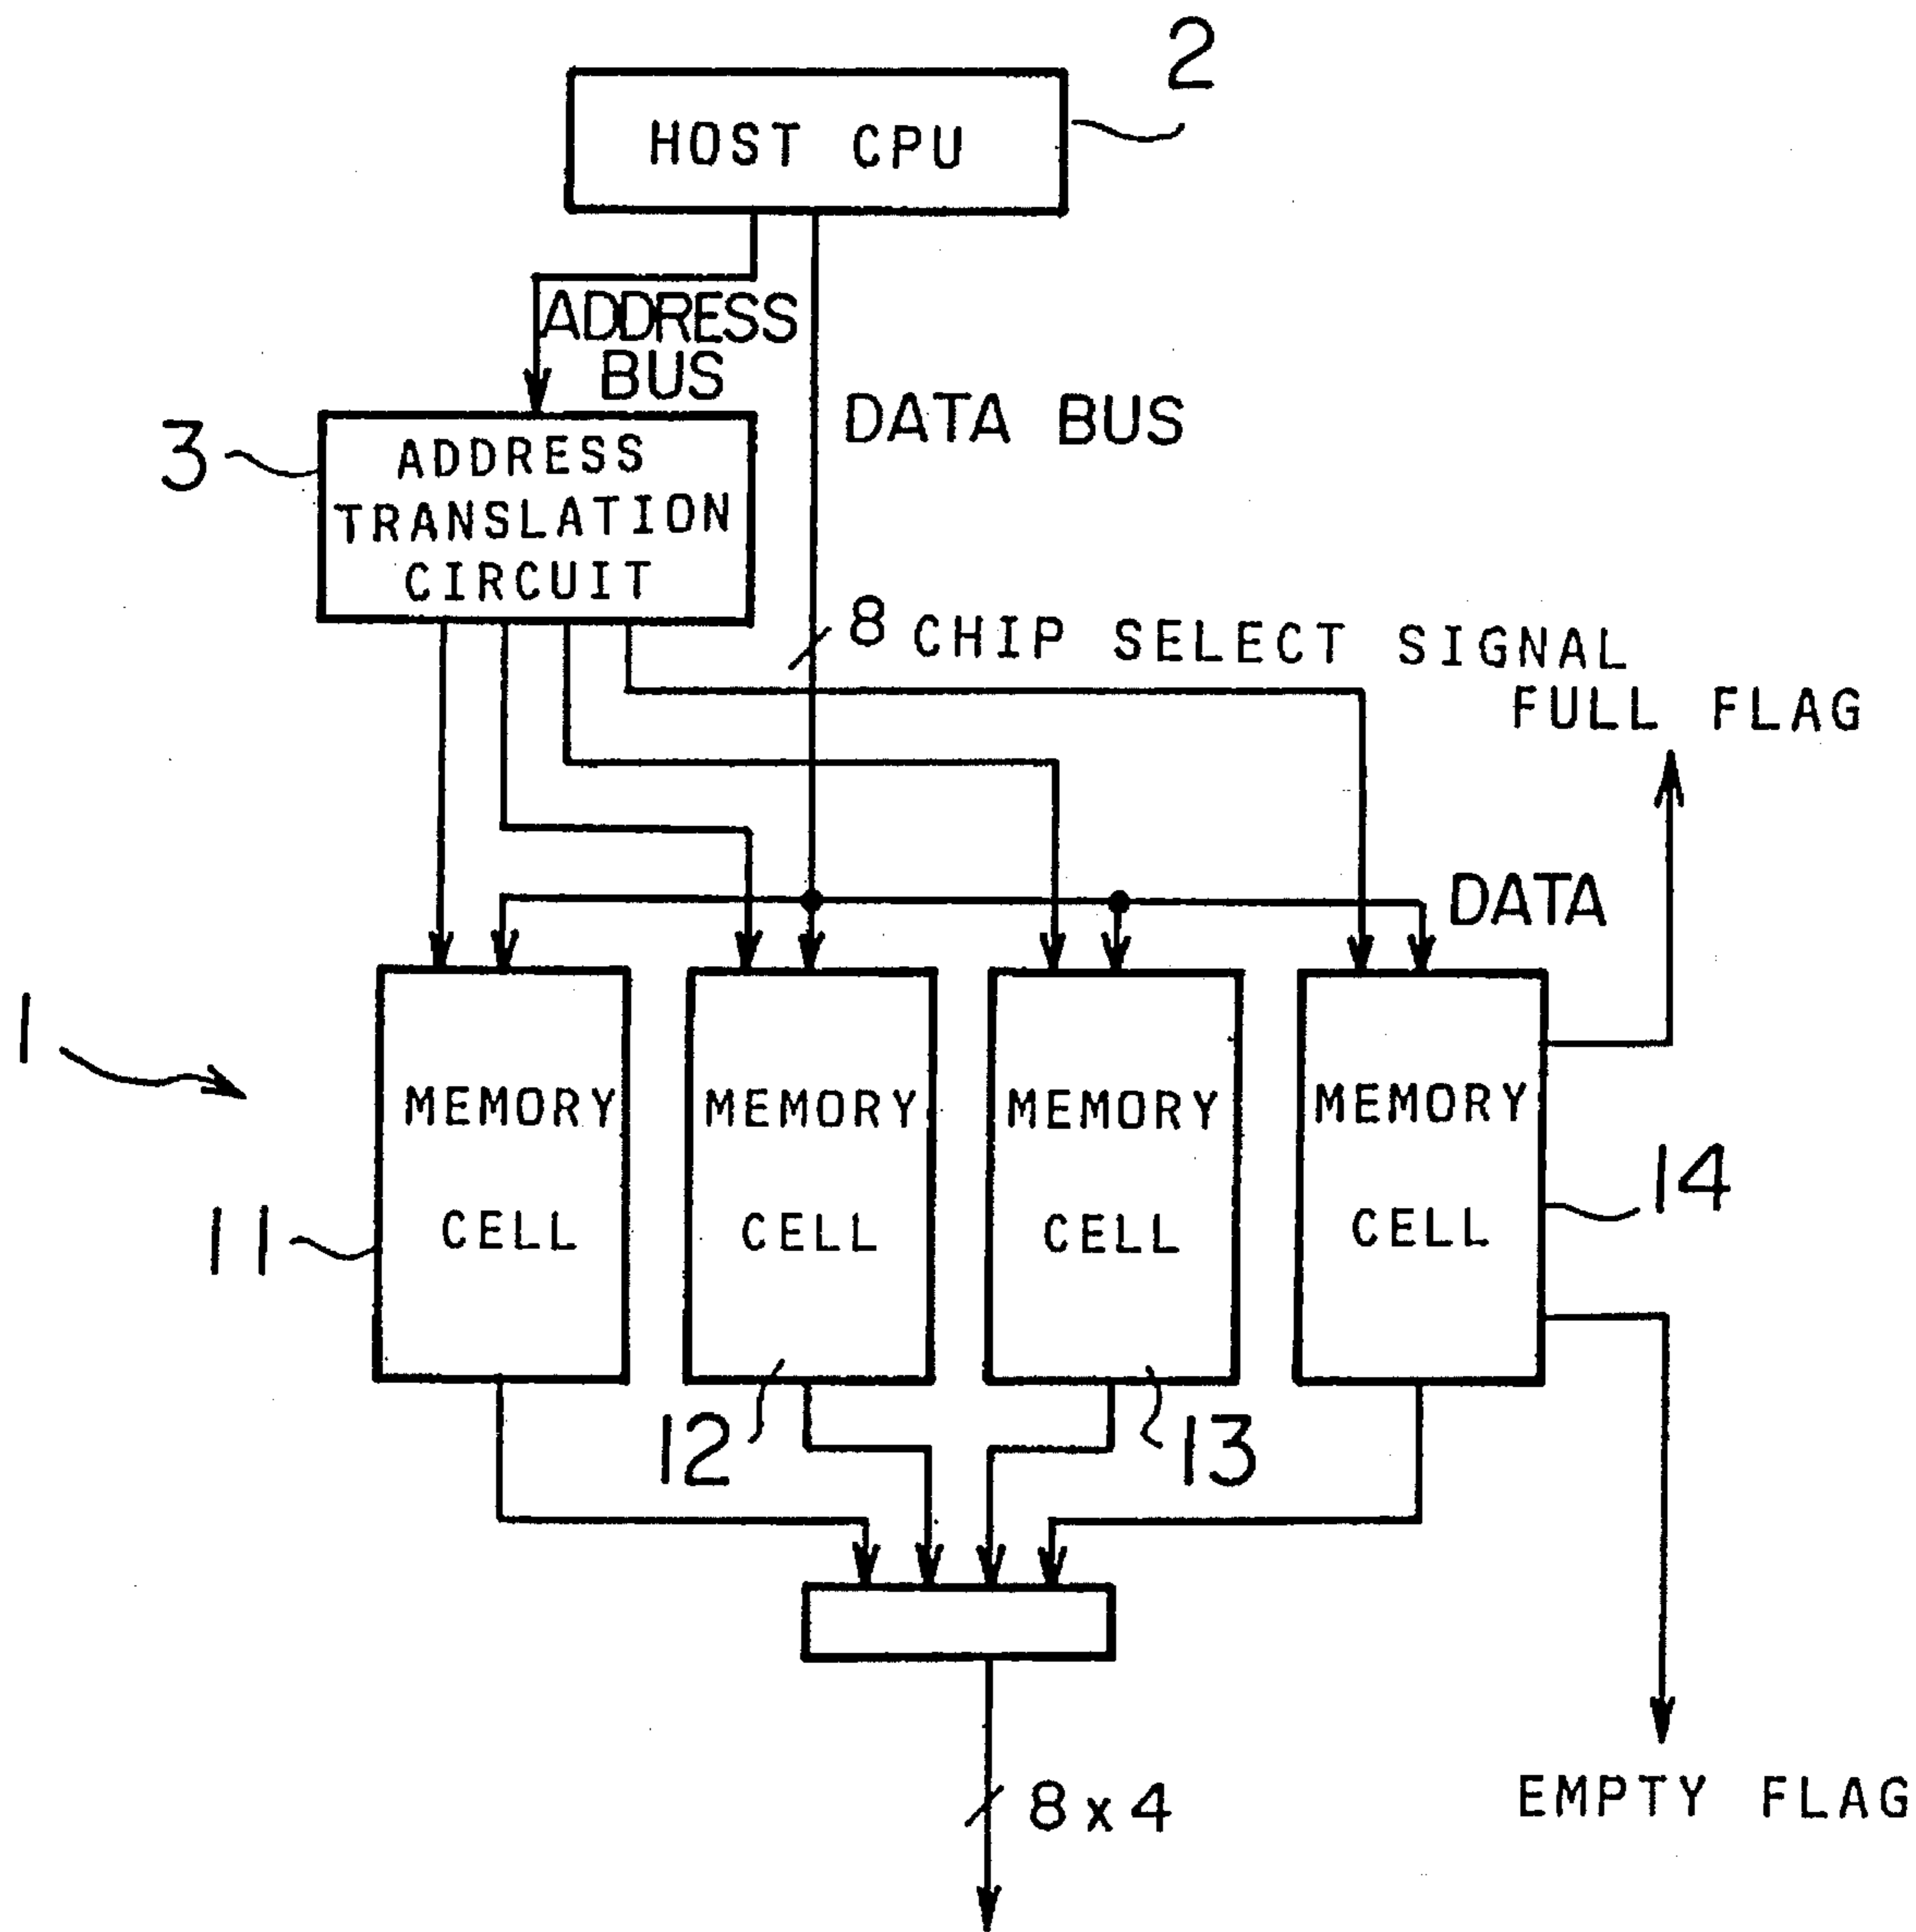 2
HOST CPU
ADDRESS
BUS
DATA BUS
3
ADDRESS
TRANSLATION
CIRCUIT
8
CHIP SELECT SIGNAL
FULL FLAG
DATA
1
MEMORY
CELL
MEMORY
CELL
MEMORY
CELL
MEMORY
CELL
11
12
13
14
8x4
EMPTY FLAG